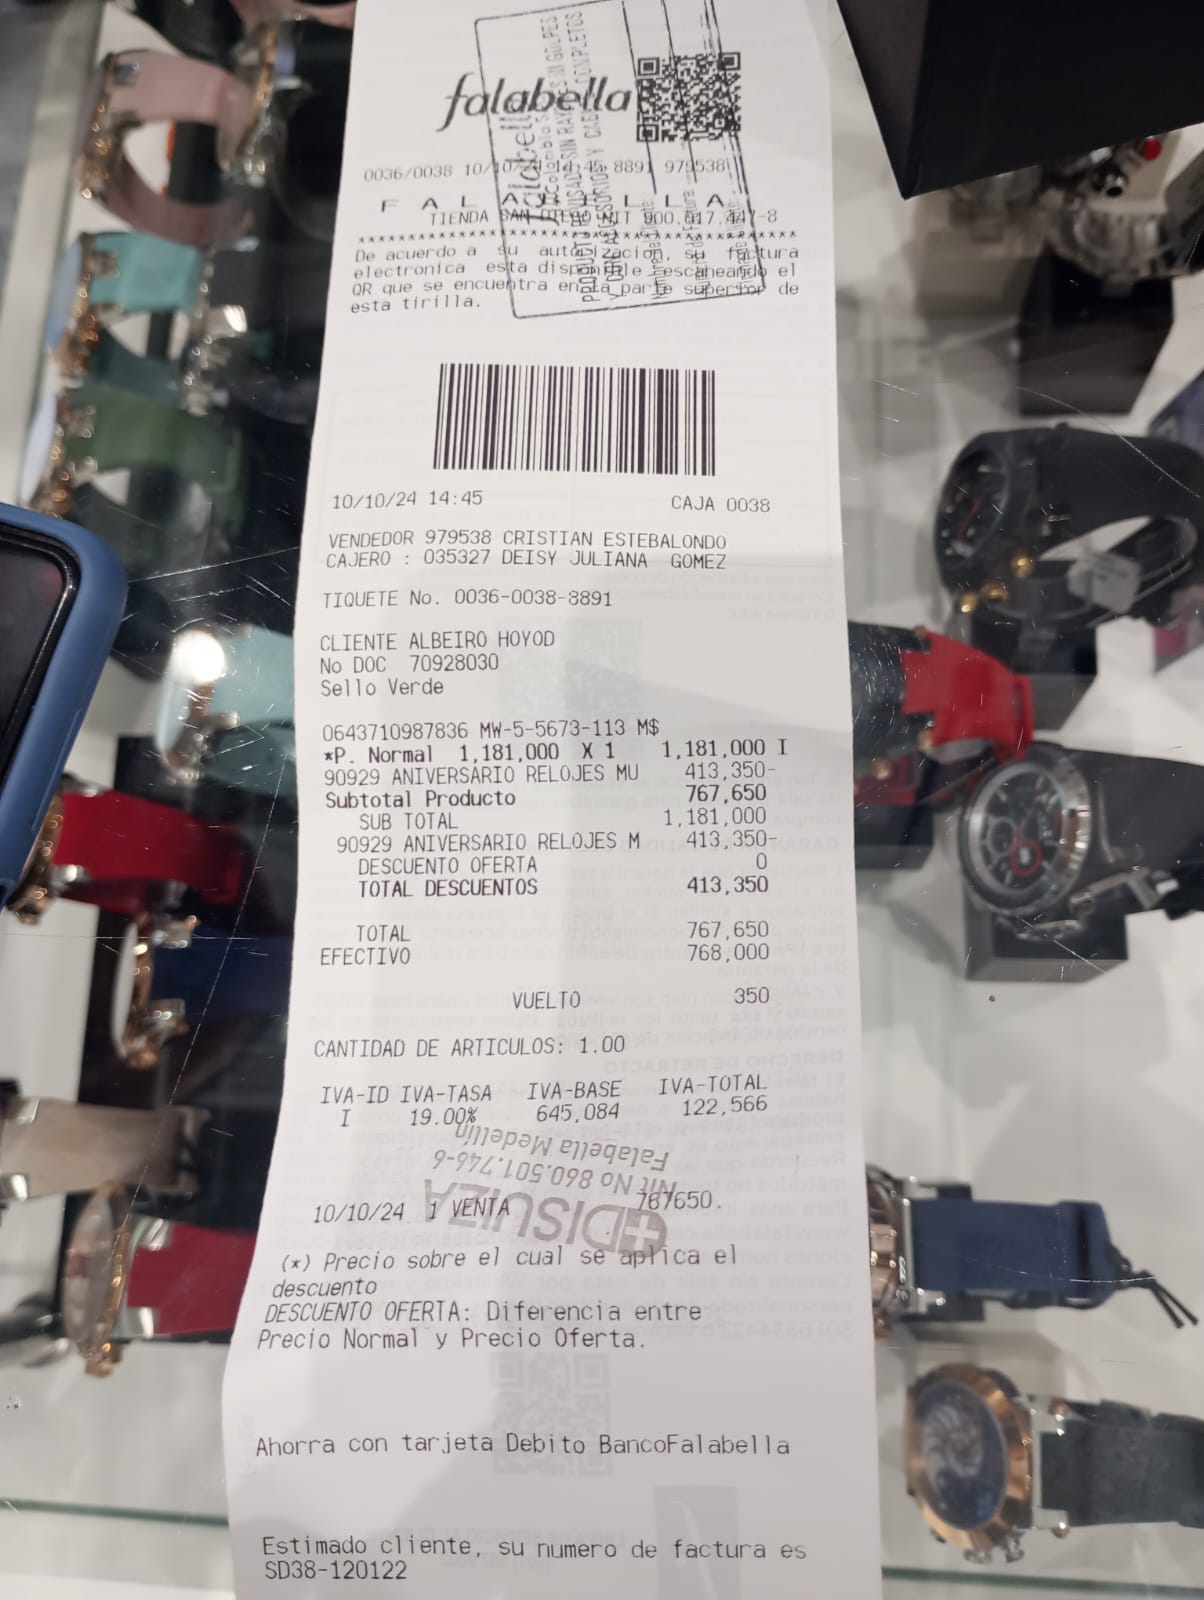 falabella
0036/0038 10/10/24 14:45 8891 979538
F A L A B E L L A
TIENDA SAN DIEGO NIT 900.017.447-8
****************************************
De acuerdo a su autorizacion, su factura
electronica esta disponible escaneando el
QR que se encuentra en la parte superior de
esta tirilla.
10/10/24 14:45 CAJA 0038
VENDEDOR 979538 CRISTIAN ESTEBALONDO
CAJERO : 035327 DEISY JULIANA GOMEZ
TIQUETE No. 0036-0038-8891
CLIENTE ALBEIRO HOYOD
No DOC 70928030
Sello Verde
0643710987836 MW-5-5673-113 M$
*P. Normal 1,181,000 X 1 1,181,000 I
90929 ANIVERSARIO RELOJES MU 413,350-
Subtotal Producto 767,650
SUB TOTAL 1,181,000
90929 ANIVERSARIO RELOJES M 413,350-
DESCUENTO OFERTA 0
TOTAL DESCUENTOS 413,350
TOTAL 767,650
EFECTIVO 768,000
VUELTO 350
CANTIDAD DE ARTICULOS: 1.00
IVA-ID IVA-TASA IVA-BASE IVA-TOTAL
I 19.00% 645,084 122,566
Falabella Medellín
Nit No 860.501.746-6
DISUIZA
10/10/24 1 VENTA 767650.
(*) Precio sobre el cual se aplica el
descuento
DESCUENTO OFERTA: Diferencia entre
Precio Normal y Precio Oferta.
Ahorra con tarjeta Debito BancoFalabella
Estimado cliente, su numero de factura es
SD38-120122